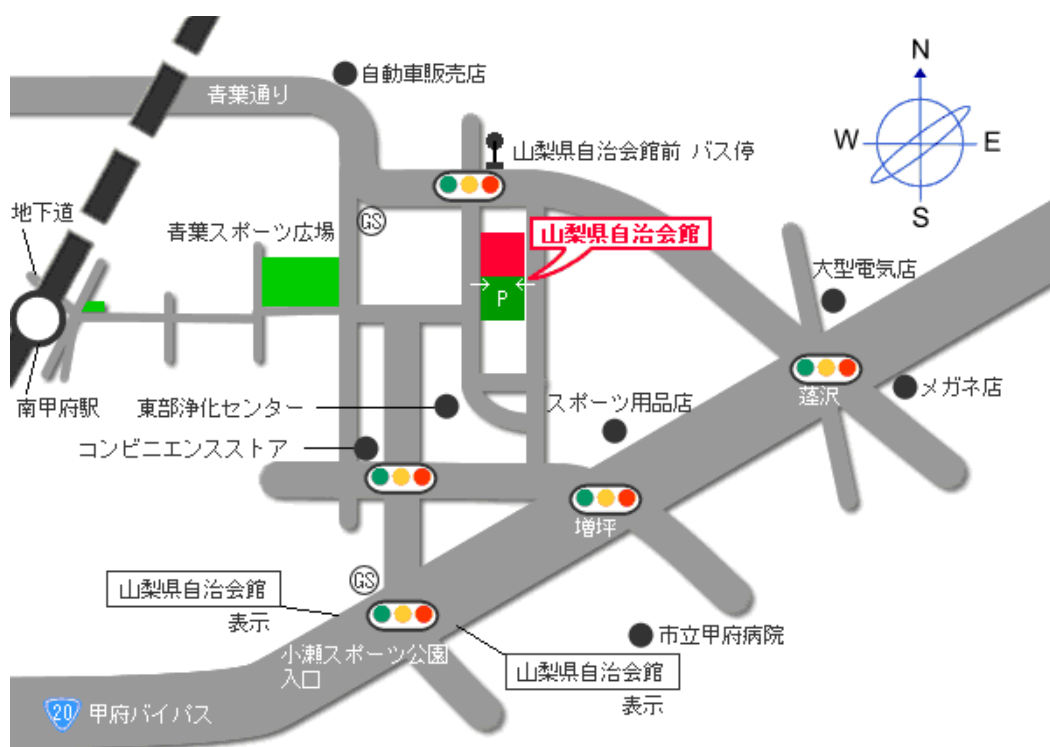 N
自動車販売店
青葉通り
山梨県自治会館前 バス停
W
E
地下道
S
青葉スポーツ広場
GS
山梨県自治会館
大型電気店
P
南甲府駅
東部浄化センター
スポーツ用品店
メガネ店
蓬沢
コンビニエンスストア
増坪
GS
山梨県自治会館
表示
市立甲府病院
小瀬スポーツ公園
入口
山梨県自治会館
表示
20
甲府バイパス